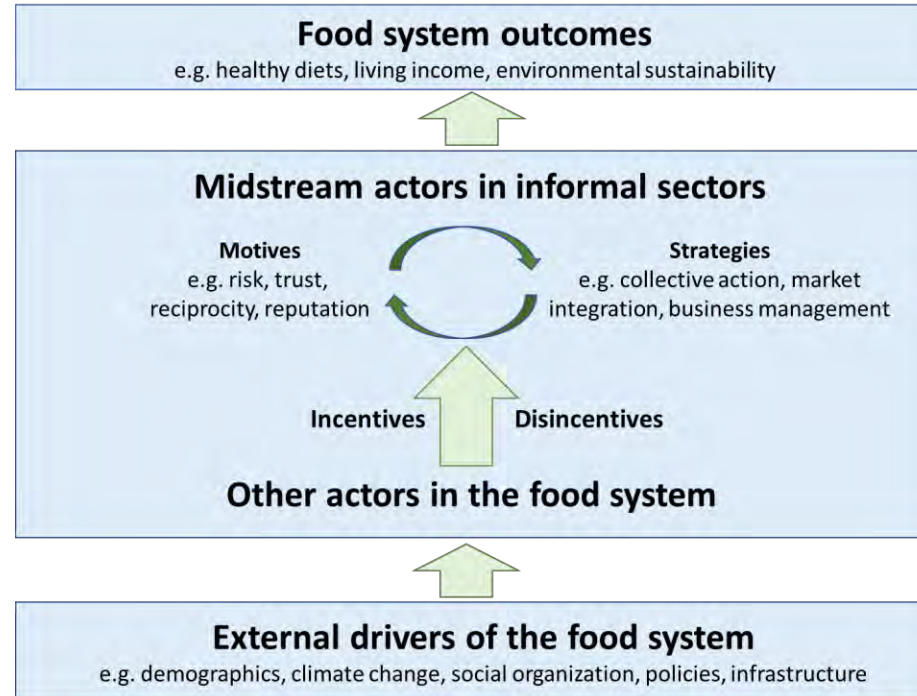 Food system outcomes
e.g. healthy diets, living income, environmental sustainability
Midstream actors in informal sectors
Motives
e.g. risk, trust,
reciprocity, reputation
Strategies
e.g. collective action, market
integration, business management
Incentives
Disincentives
Other actors in the food system
External drivers of the food system
e.g. demographics, climate change, social organization, policies, infrastructure